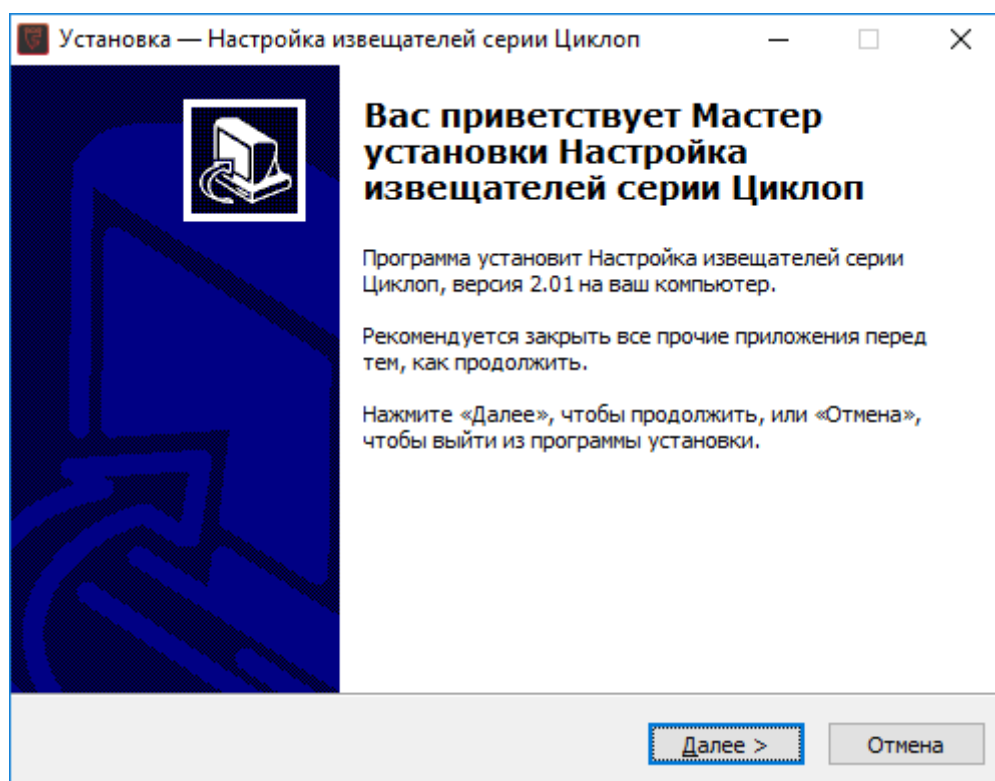 Установка — Настройка извещателей серии Циклоп
Вас приветствует Мастер
установки Настройка
извещателей серии Циклоп
Программа установит Настройка извещателей серии
Циклоп, версия 2.01 на ваш компьютер.
Рекомендуется закрыть все прочие приложения перед
тем, как продолжить.
Нажмите «Далее», чтобы продолжить, или «Отмена»,
чтобы выйти из программы установки.
Далее >
Отмена